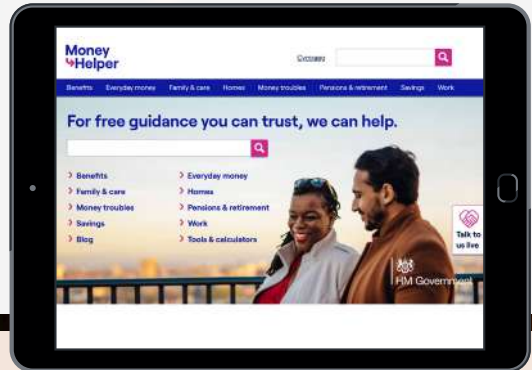 Money
Helper
Cymraeg
Benefits Everyday money Family & care Homes Money troubles Pensions & retirement Savings Work
For free guidance you can trust, we can help.
Benefits
Everyday money
Family & care
Homes
Money troubles
Pensions & retirement
Savings
Work
Blog
Tools & calculators
Talk to
us live
HM Government